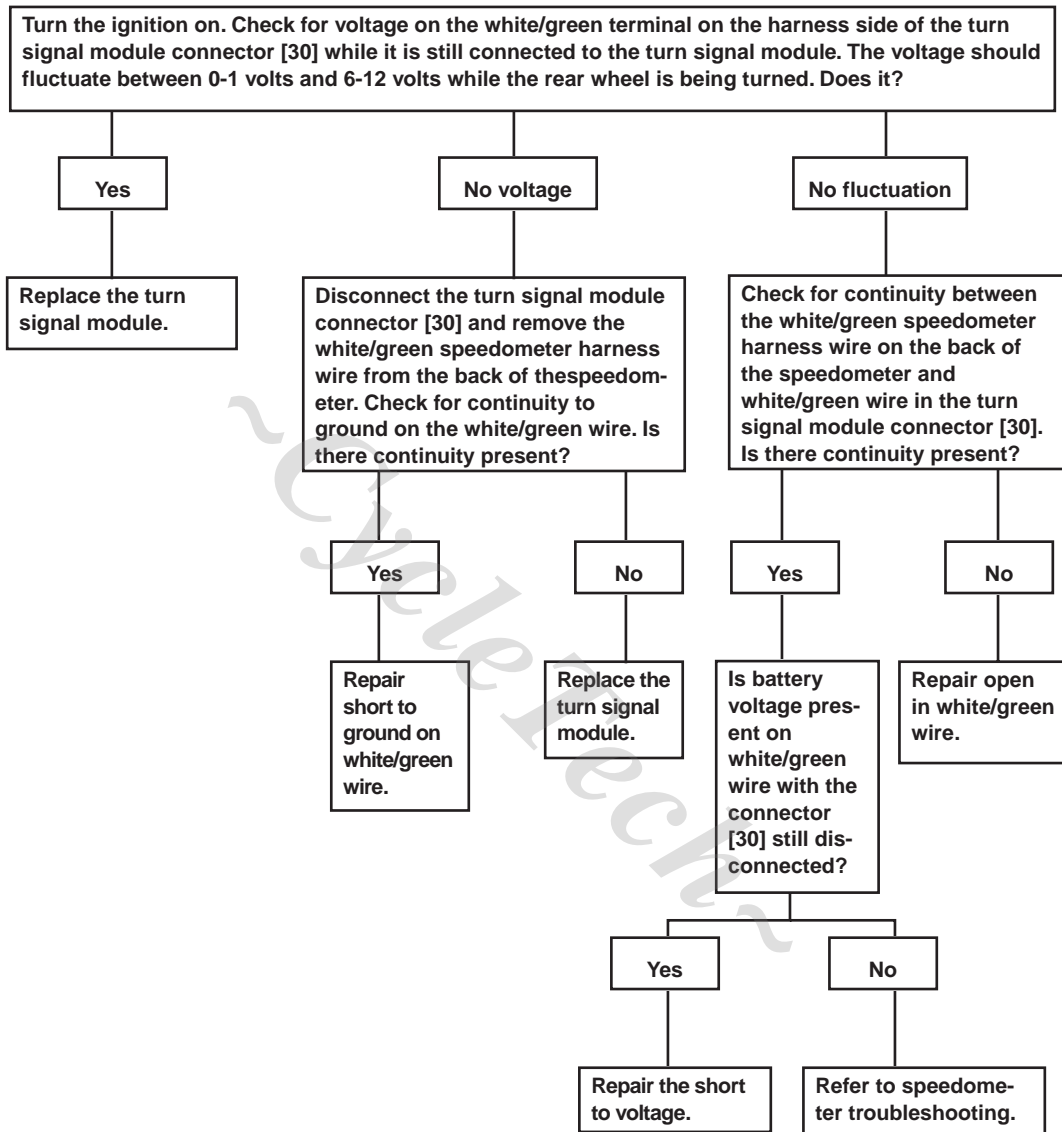 Turn the ignition on. Check for voltage on the white/green terminal on the harness side of the turn
signal module connector [30] while it is still connected to the turn signal module. The voltage should
fluctuate between 0-1 volts and 6-12 volts while the rear wheel is being turned. Does it?
Yes
No voltage
No fluctuation
Replace the turn
signal module.
Disconnect the turn signal module
connector [30] and remove the
white/green speedometer harness
wire from the back of thespeedom-
eter. Check for continuity to
ground on the white/green wire. Is
there continuity present?
Check for continuity between
the white/green speedometer
harness wire on the back of
the speedometer and
white/green wire in the turn
signal module connector [30].
Is there continuity present?
Yes
No
Yes
No
Repair
short to
ground on
white/green
wire.
Replace the
turn signal
module.
Is battery
voltage pres-
ent on
white/green
wire with the
connector
[30] still dis-
connected?
Repair open
in white/green
wire.
Yes
No
Repair the short
to voltage.
Refer to speedome-
ter troubleshooting.
~CycleTech~